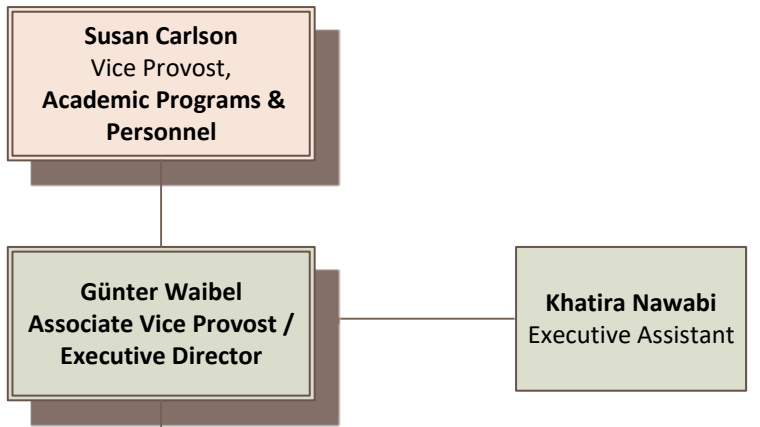 Susan Carlson
Vice Provost,
Academic Programs &
Personnel
Günter Waibel
Associate Vice Provost /
Executive Director
Khatira Nawabi
Executive Assistant